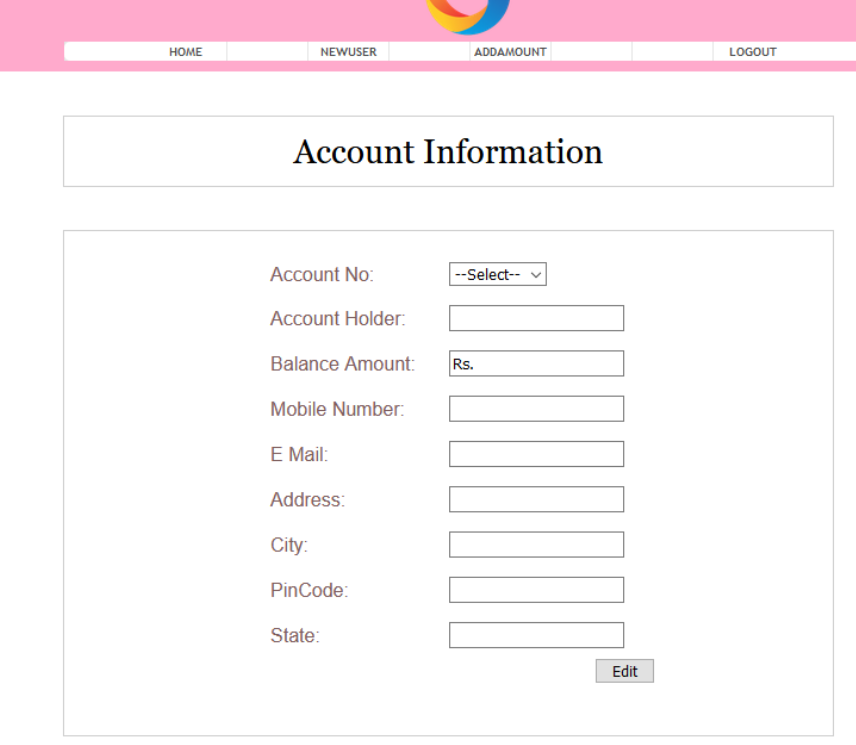 HOME NEWUSER ADDAMOUNT LOGOUT
Account Information
Account No: --Select--
Account Holder:
Balance Amount: Rs.
Mobile Number:
E Mail:
Address:
City:
PinCode:
State:
Edit